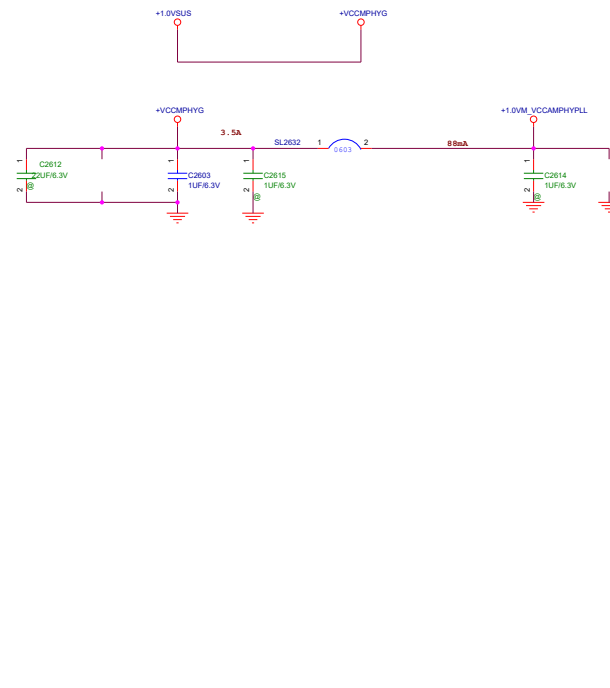 +1.0VSUS
+VCCMPHYG
+VCCMPHYG
+1.0VM_VCCAMPHYPLL
3.5A
SL2632
1
2
0603
88mA
1
C2612
22UF/6.3V
2
@
1
C2603
1UF/6.3V
2
1
C2615
1UF/6.3V
2
@
1
C2614
1UF/6.3V
2
@